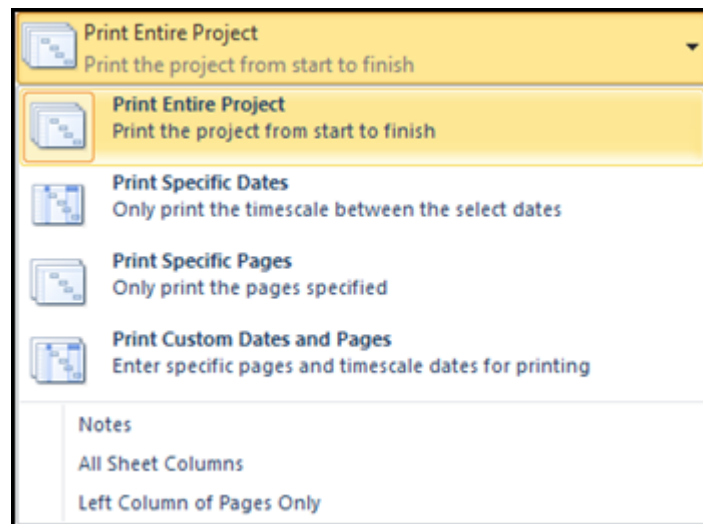 Print Entire Project
Print the project from start to finish
Print Entire Project
Print the project from start to finish
Print Specific Dates
Only print the timescale between the select dates
Print Specific Pages
Only print the pages specified
Print Custom Dates and Pages
Enter specific pages and timescale dates for printing
Notes
All Sheet Columns
Left Column of Pages Only